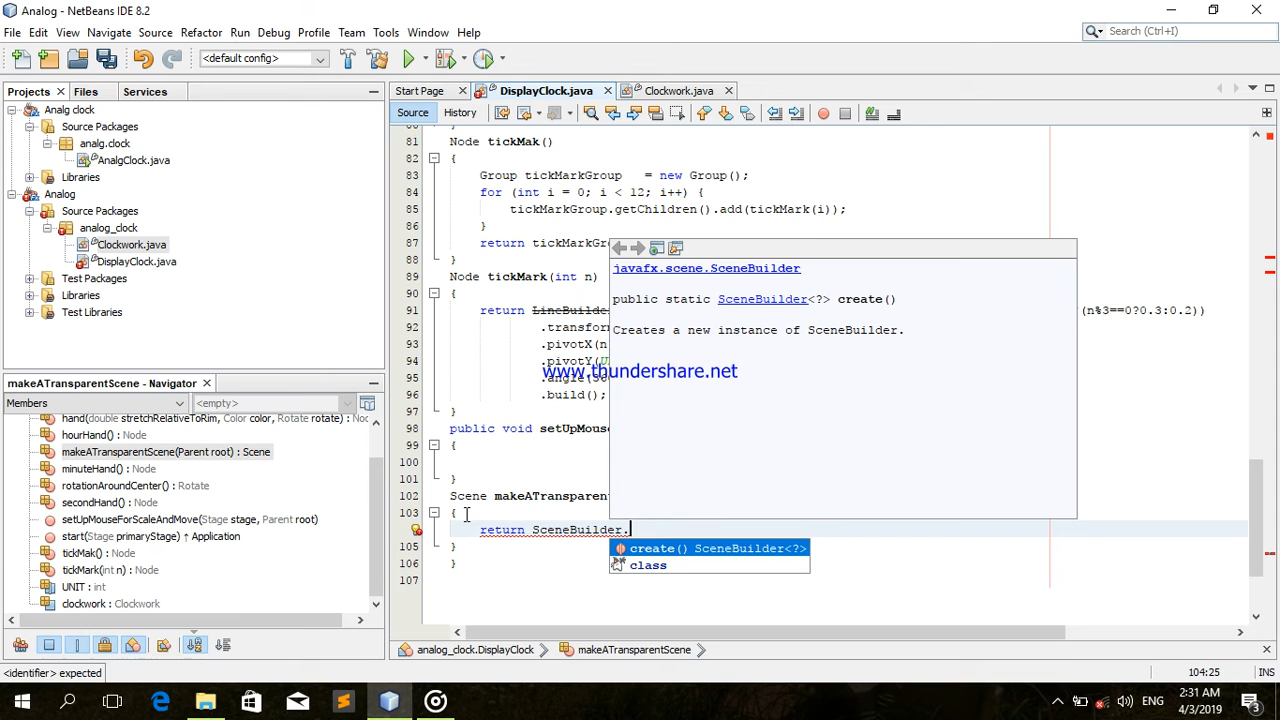 Analog - NetBeans IDE 8.2
File Edit View Navigate Source Refactor Run Debug Profile Team Tools Window Help
Search (Ctrl+I)
<default config>
Projects Files Services
Analg clock
Source Packages
analg.clock
AnalgClock.java
Libraries
Analog
Source Packages
analog_clock
Clockwork.java
DisplayClock.java
Test Packages
Libraries
Test Libraries
makeATransparentScene - Navigator
Members <empty>
hand(double stretchRelativeToRim, Color color, Rotate rotate) : Nod
hourHand() : Node
makeATransparentScene(Parent root) : Scene
minuteHand() : Node
rotationAroundCenter() : Rotate
secondHand() : Node
setUpMouseForScaleAndMove(Stage stage, Parent root)
start(Stage primaryStage) ↑ Application
tickMak() : Node
tickMark(int n) : Node
UNIT : int
clockwork : Clockwork
Start Page DisplayClock.java Clockwork.java
Source History
80 }
81 Node tickMak()
82 {
83 Group tickMarkGroup = new Group();
84 for (int i = 0; i < 12; i++) {
85 tickMarkGroup.getChildren().add(tickMark(i));
86 }
87 return tickMarkGr
88 }
89 Node tickMark(int n)
90 {
91 return LineBuilder (n%3==0?0.3:0.2))
92 .transform
93 .pivotX(n
94 .pivotY(U
95 .angle(36
96 .build();
97 }
98 public void setUpMouse
99 {
100
101 }
102 Scene makeATransparent
103 {
return SceneBuilder.
105 }
106 }
107
javafx.scene.SceneBuilder
public static SceneBuilder<?> create()
Creates a new instance of SceneBuilder.
www.thundershare.net
create() SceneBuilder<?>
class
analog_clock.DisplayClock makeATransparentScene
<identifier> expected 104:25 INS
ENG 2:31 AM
4/3/2019 3